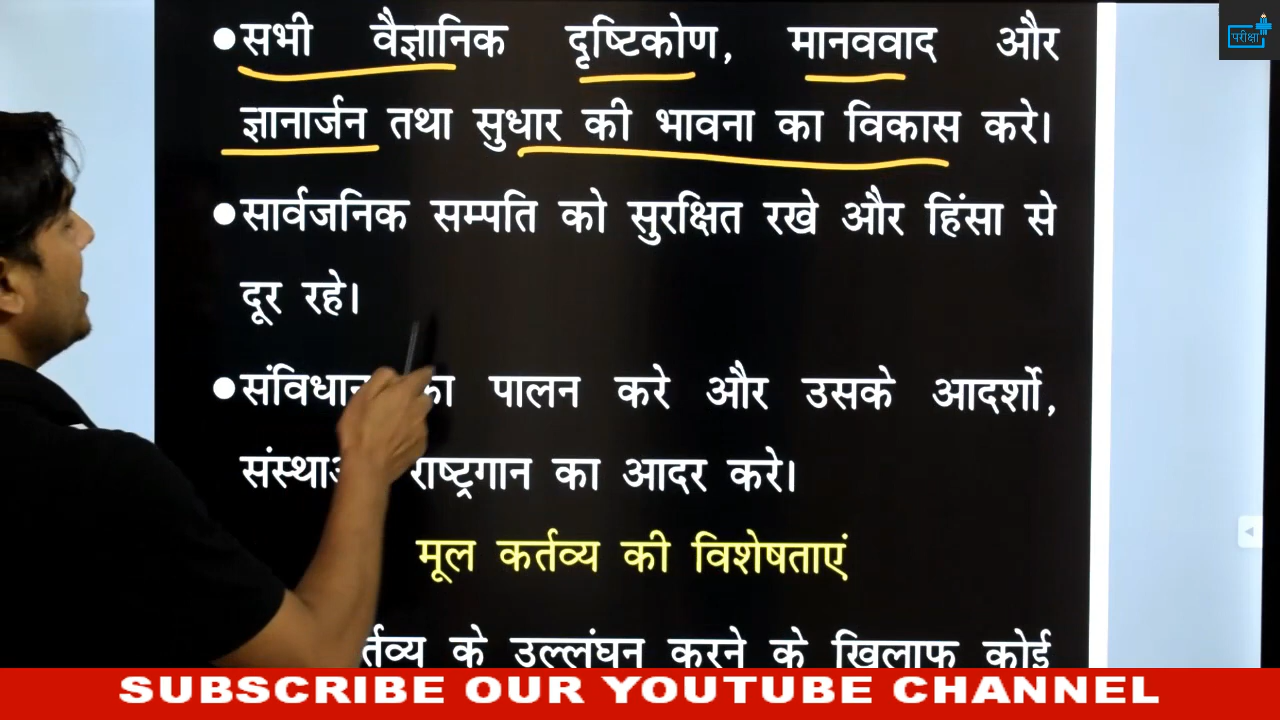 परीक्षा
●सभी वैज्ञानिक दृष्टिकोण, मानववाद और
ज्ञानार्जन तथा सुधार की भावना का विकास करे।
●सार्वजनिक सम्पति को सुरक्षित रखे और हिंसा से
दूर रहे।
●पालन करे और उसके आदर्शो,
राष्ट्रगान का आदर करे।
मूल कर्तव्य की विशेषताएं
के उल्लंघन करने के खिलाफ कोई
SUBSCRIBE OUR YOUTUBE CHANNEL